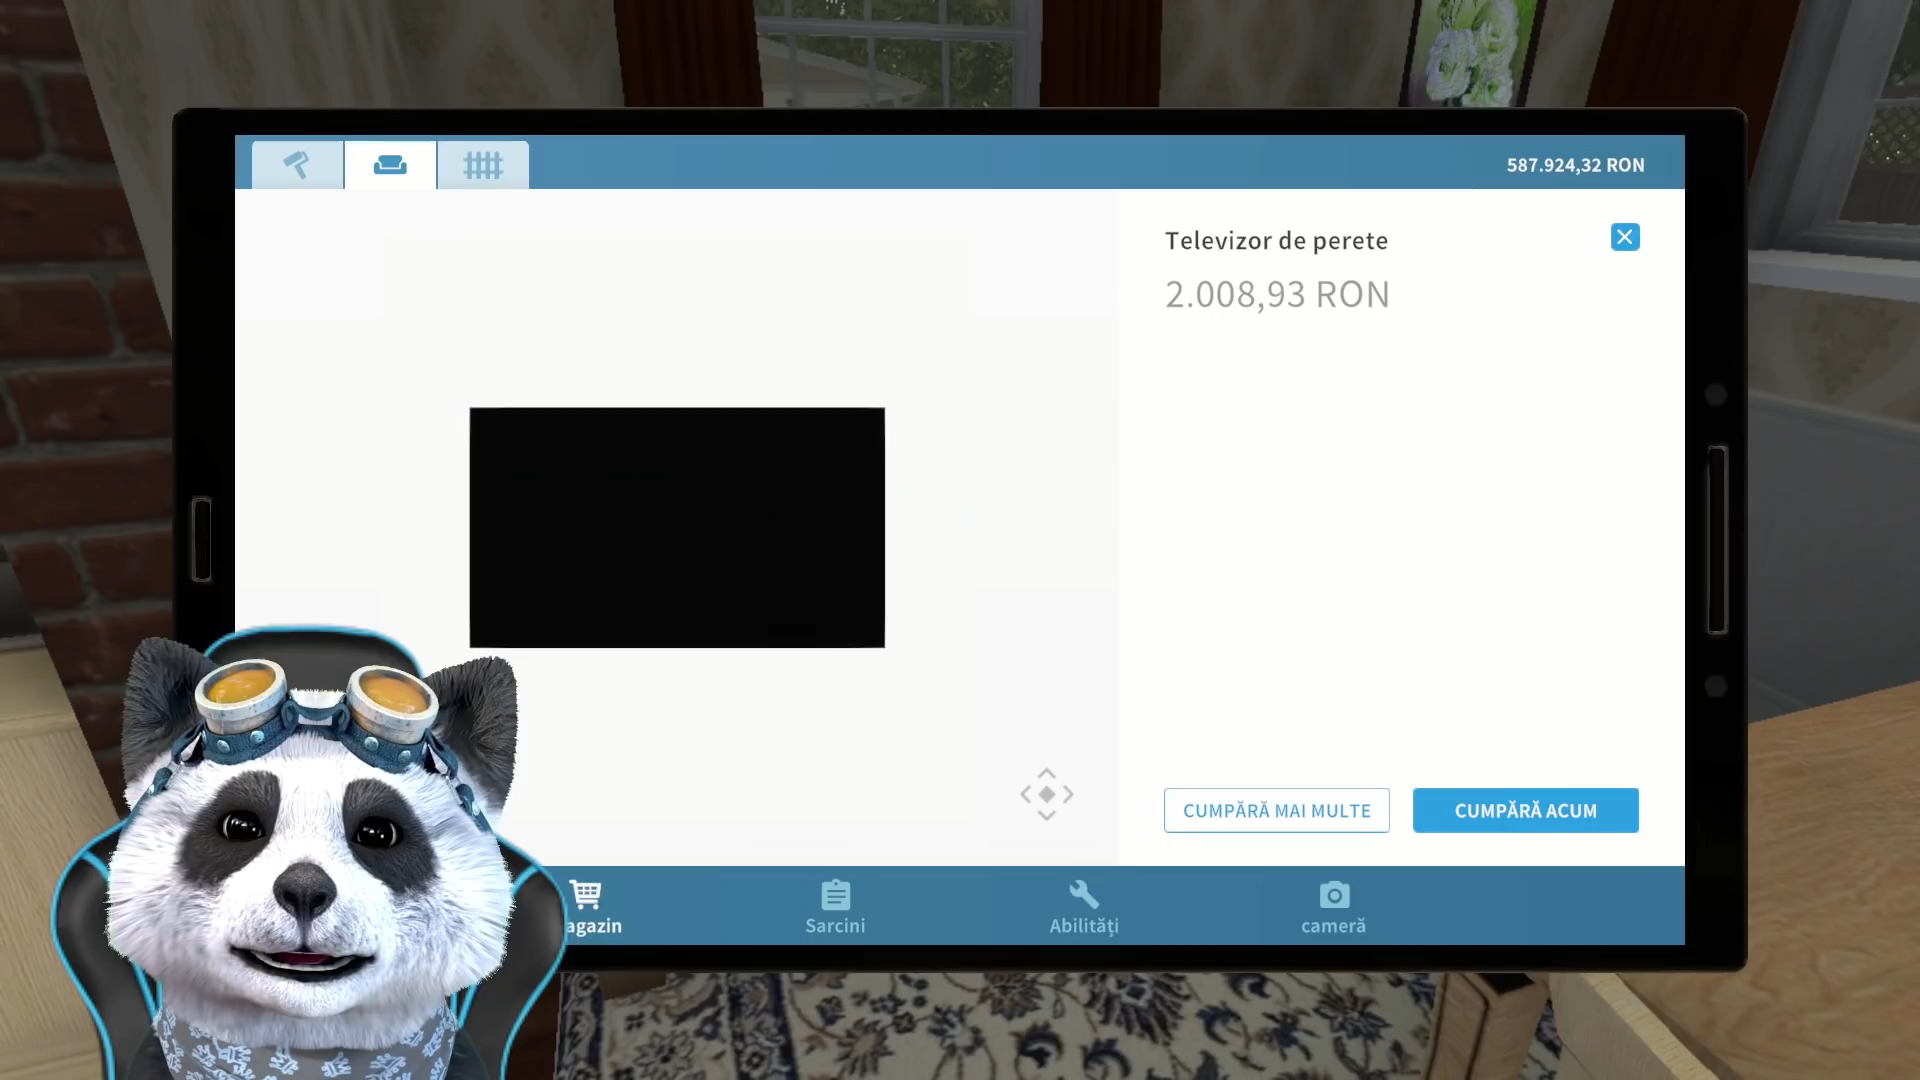 587.924,32 RON
Televizor de perete
2.008,93 RON
CUMPĂRĂ MAI MULTE
CUMPĂRĂ ACUM
agazin
Sarcini
Abilități
cameră